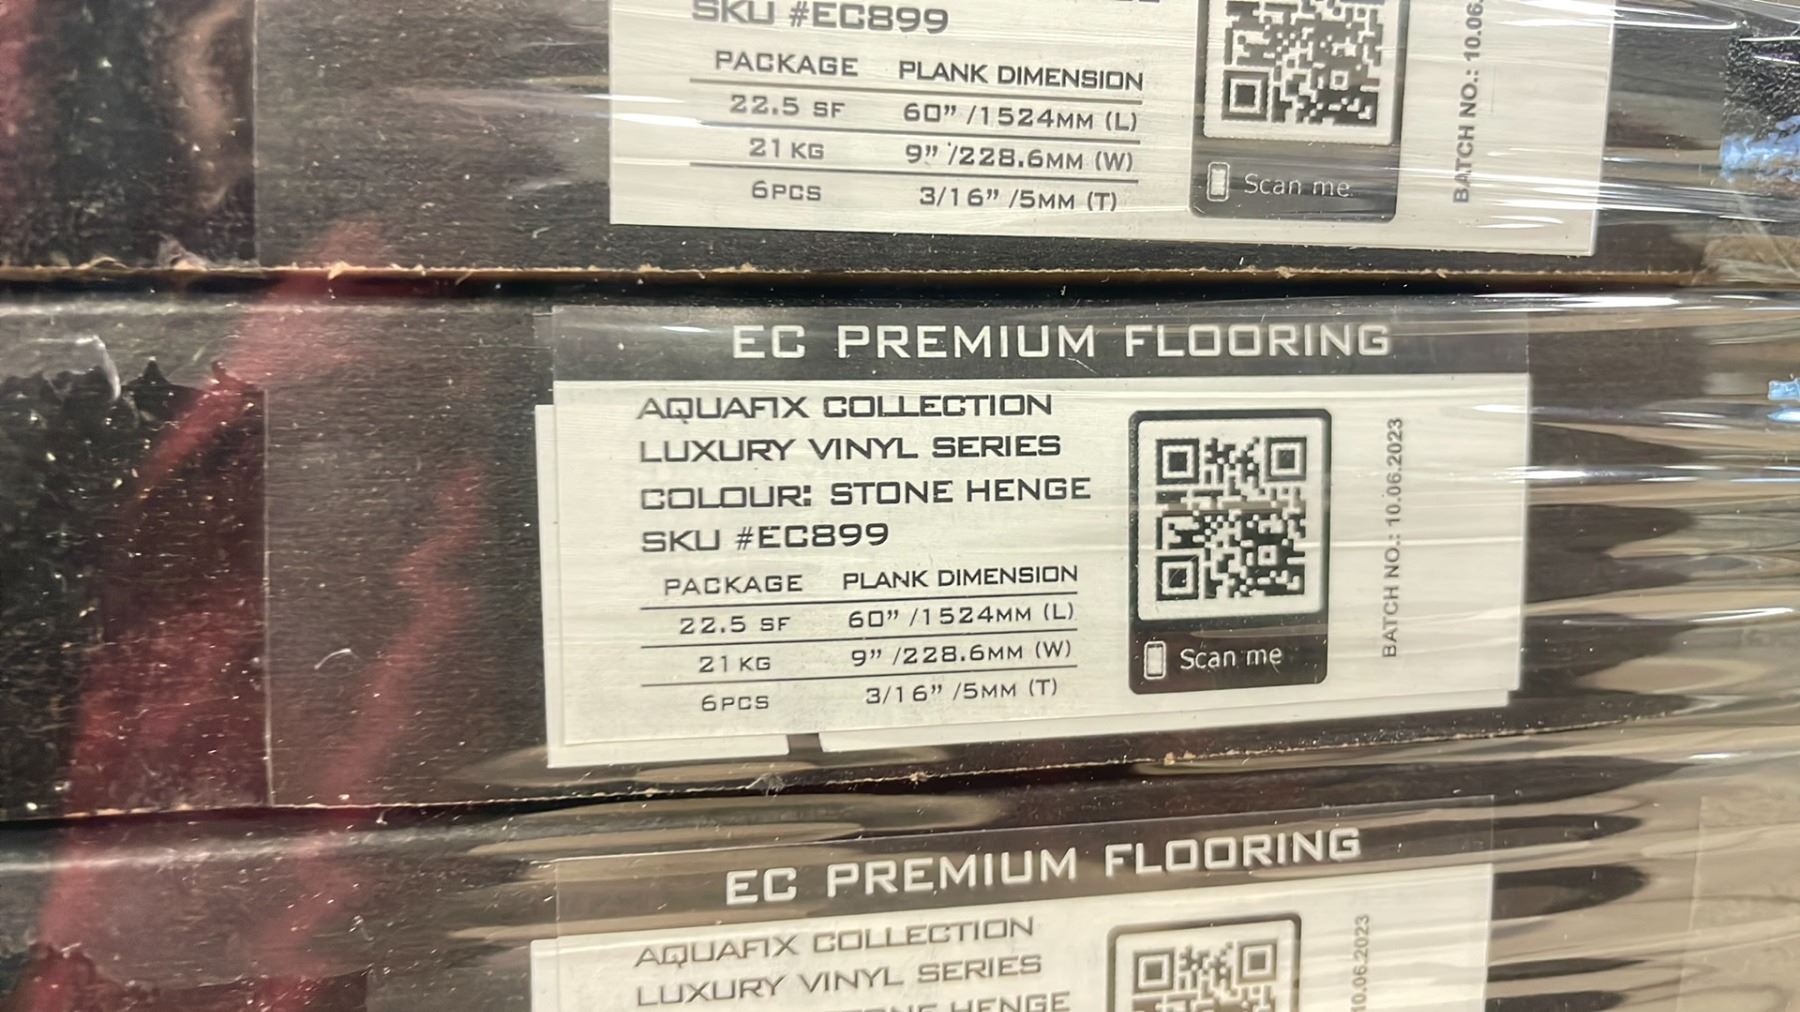 SKU #EC899
PACKAGE PLANK DIMENSION
22.5 SF 60” /1524MM (L)
21 KG 9” /228.6MM (W)
6PCS 3/16” /5MM (T)
Scan me
BATCH NO.: 10.06.
EC PREMIUM FLOORING
AQUAFIX COLLECTION
LUXURY VINYL SERIES
COLOUR: STONE HENGE
SKU #EC899
PACKAGE PLANK DIMENSION
22.5 SF 60” /1524MM (L)
21 KG 9” /228.6MM (W)
6PCS 3/16” /5MM (T)
Scan me
BATCH NO.: 10.06.2023
EC PREMIUM FLOORING
AQUAFIX COLLECTION
LUXURY VINYL SERIES
HENGE
10.06.2023